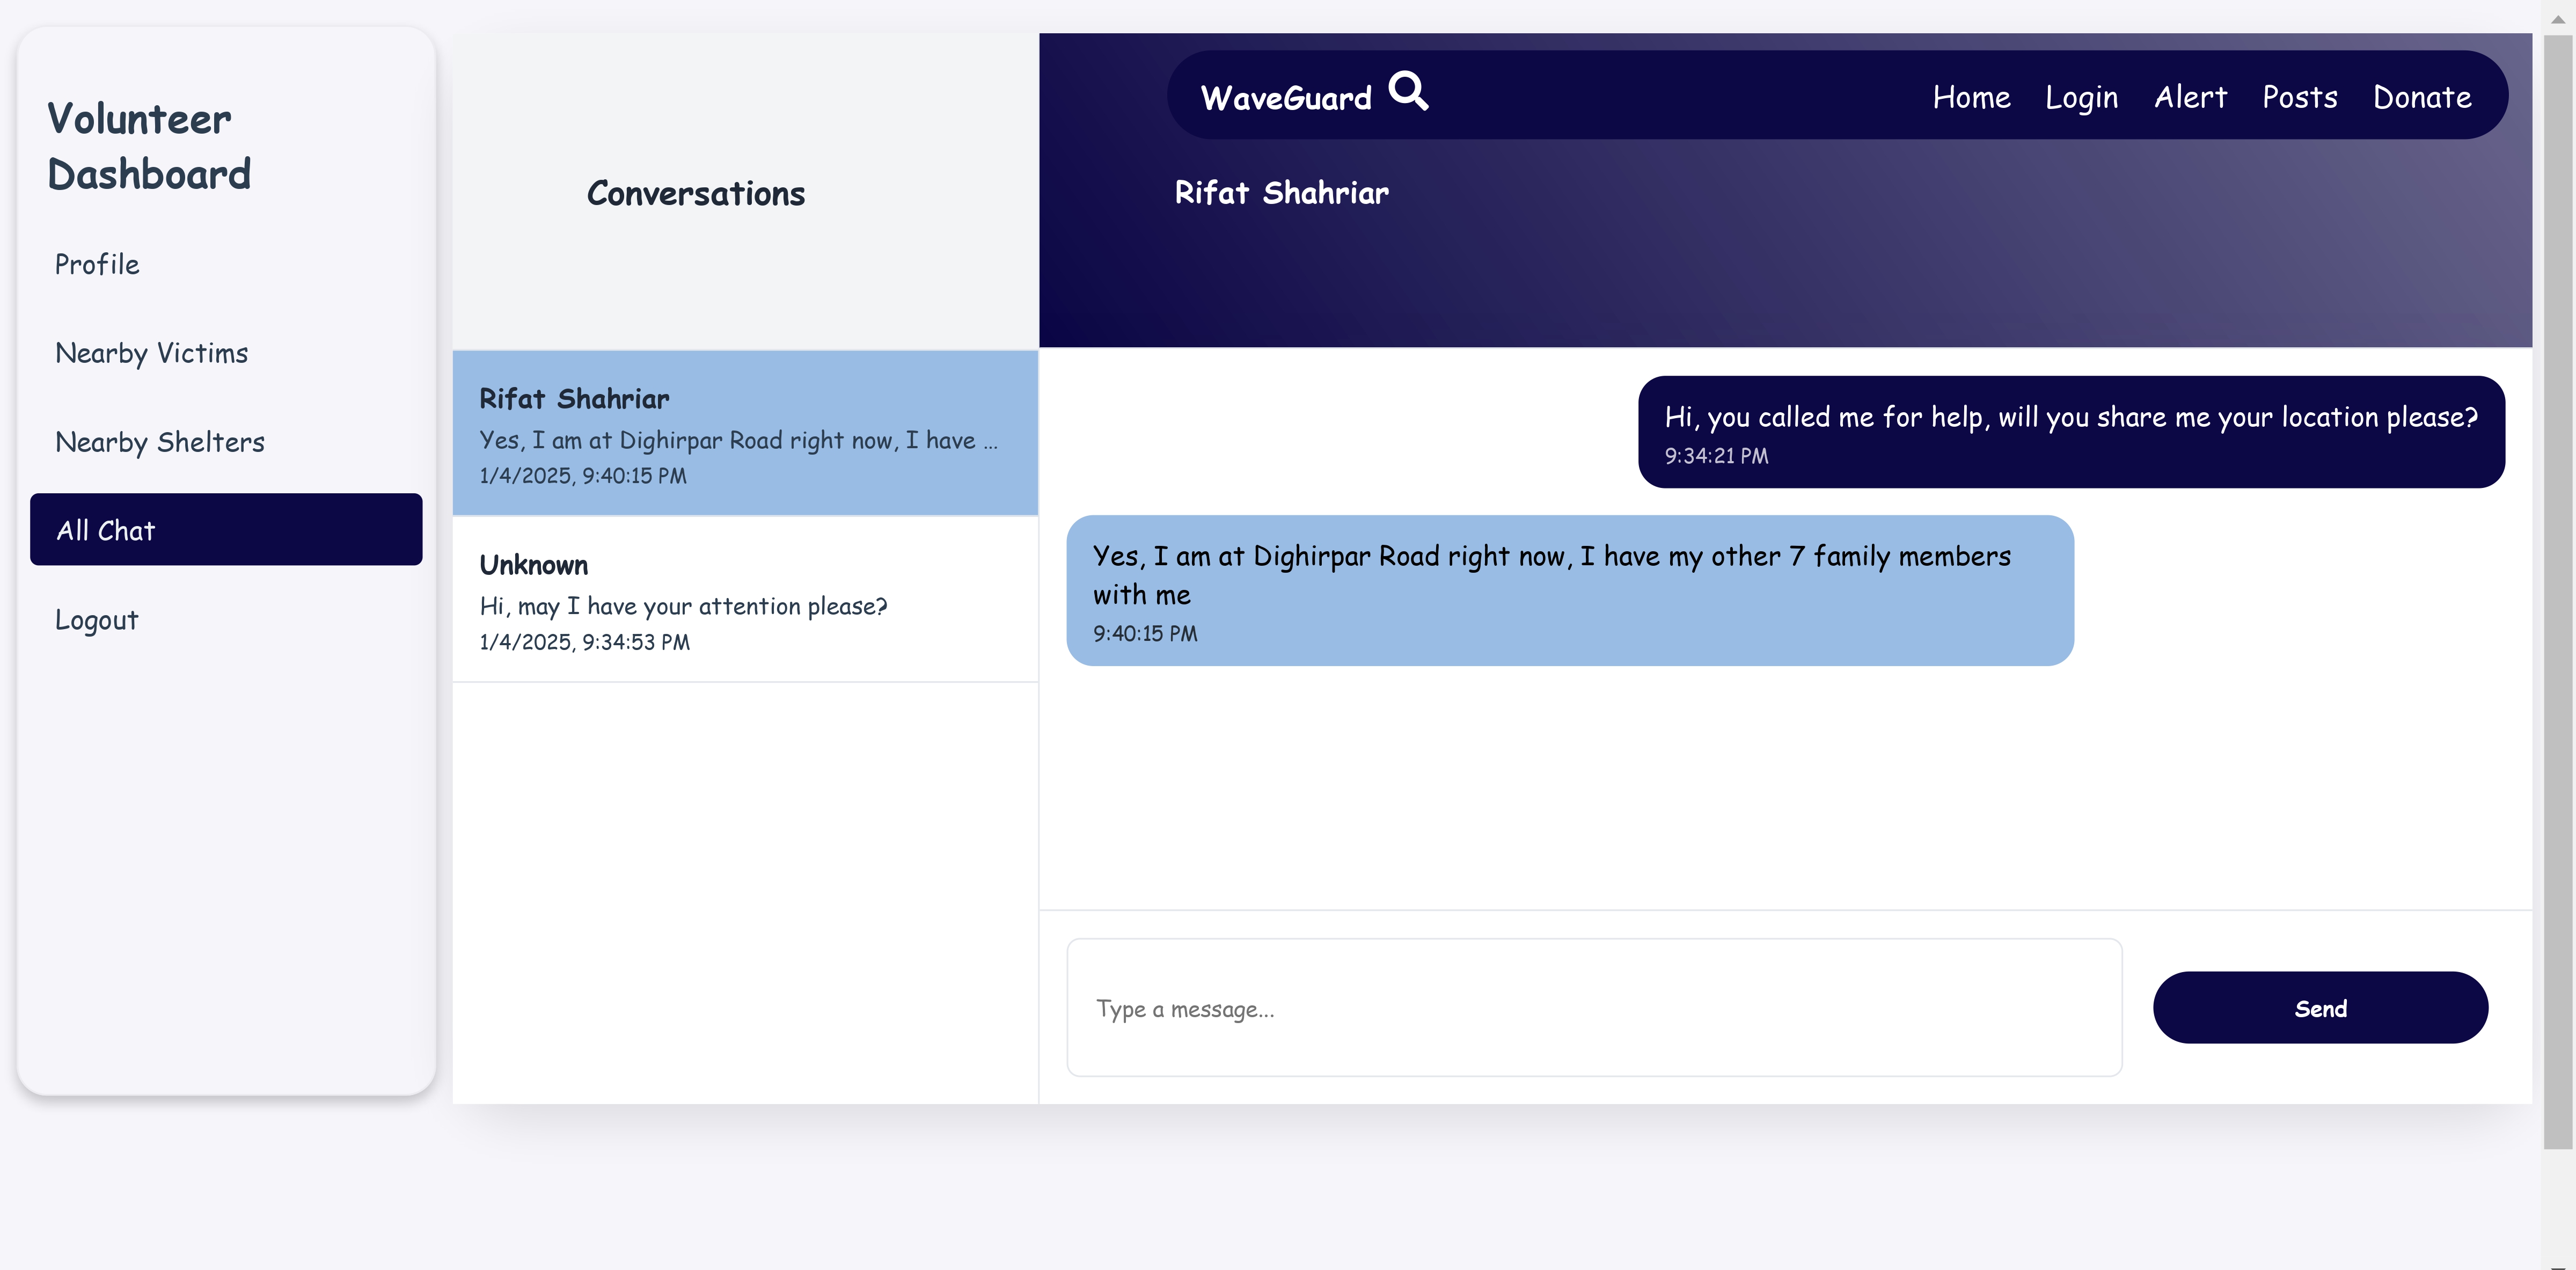 Volunteer
Dashboard
Profile
Nearby Victims
Nearby Shelters
All Chat
Logout
Conversations
Rifat Shahriar
Yes, I am at Dighirpar Road right now, I have ...
1/4/2025, 9:40:15 PM
Unknown
Hi, may I have your attention please?
1/4/2025, 9:34:53 PM
WaveGuard
Home Login Alert Posts Donate
Rifat Shahriar
Hi, you called me for help, will you share me your location please?
9:34:21 PM
Yes, I am at Dighirpar Road right now, I have my other 7 family members
with me
9:40:15 PM
Type a message...
Send